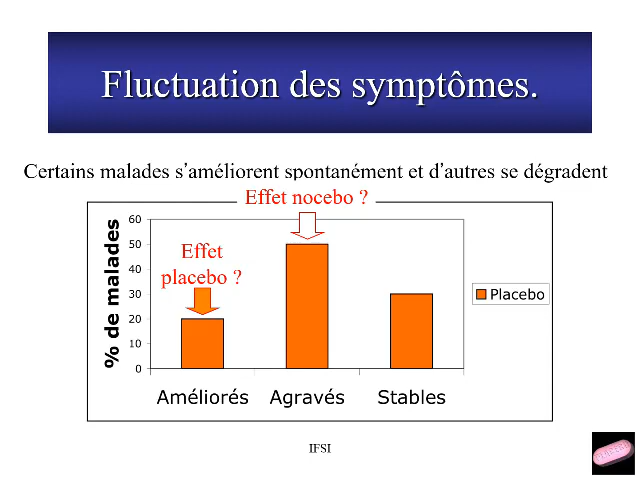 Fluctuation des symptômes.
Certains malades s’améliorent spontanément et d’autres se dégradent
Effet nocebo ?
Effet
placebo ?
% de malades
60
50
40
30
20
10
0
Améliorés Agravés Stables
Placebo
IFSI